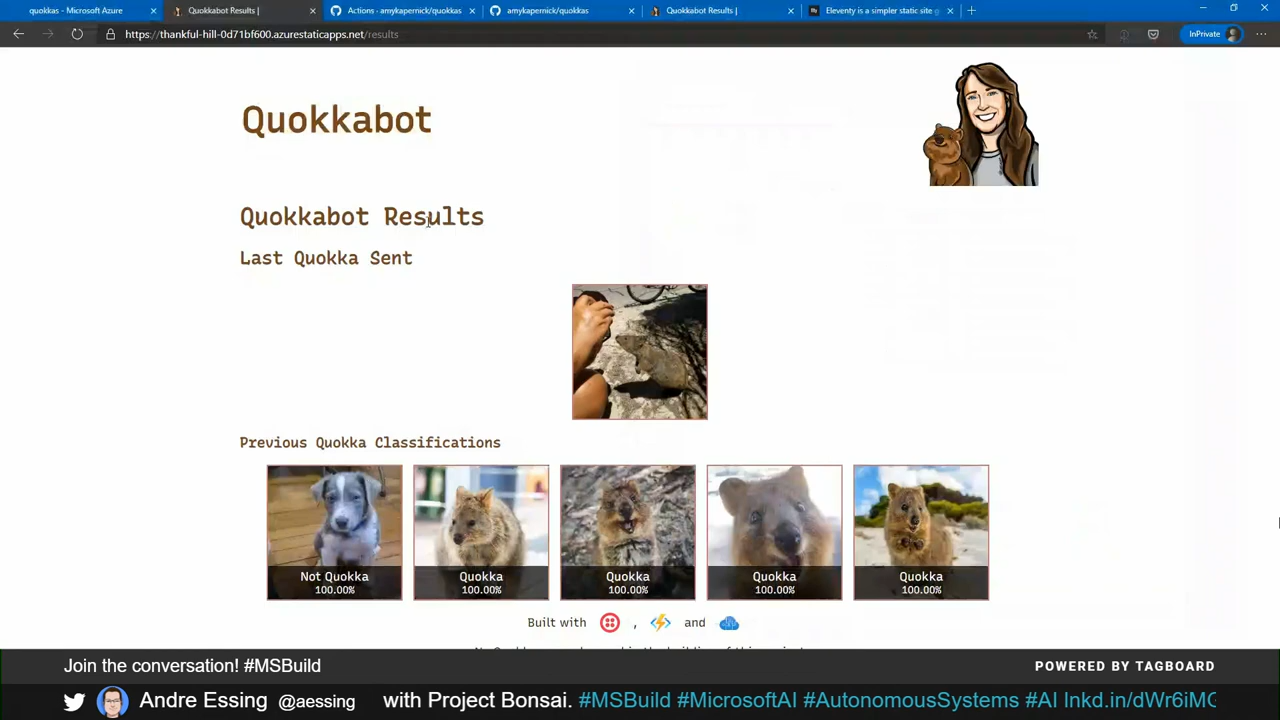 quokkas - Microsoft Azure
Quokkabot Results |
Actions · amykapernick/quokkas
amykapernick/quokkas
Quokkabot Results |
Eleventy is a simpler static site g
https://thankful-hill-0d71bf600.azurestaticapps.net/results
InPrivate
Quokkabot
Quokkabot Results
Last Quokka Sent
Previous Quokka Classifications
Not Quokka
100.00%
Quokka
100.00%
Quokka
100.00%
Quokka
100.00%
Quokka
100.00%
Built with , and
Join the conversation! #MSBuild
POWERED BY TAGBOARD
Andre Essing @aessing with Project Bonsai. #MSBuild #MicrosoftAI #AutonomousSystems #AI lnkd.in/dWr6iMC